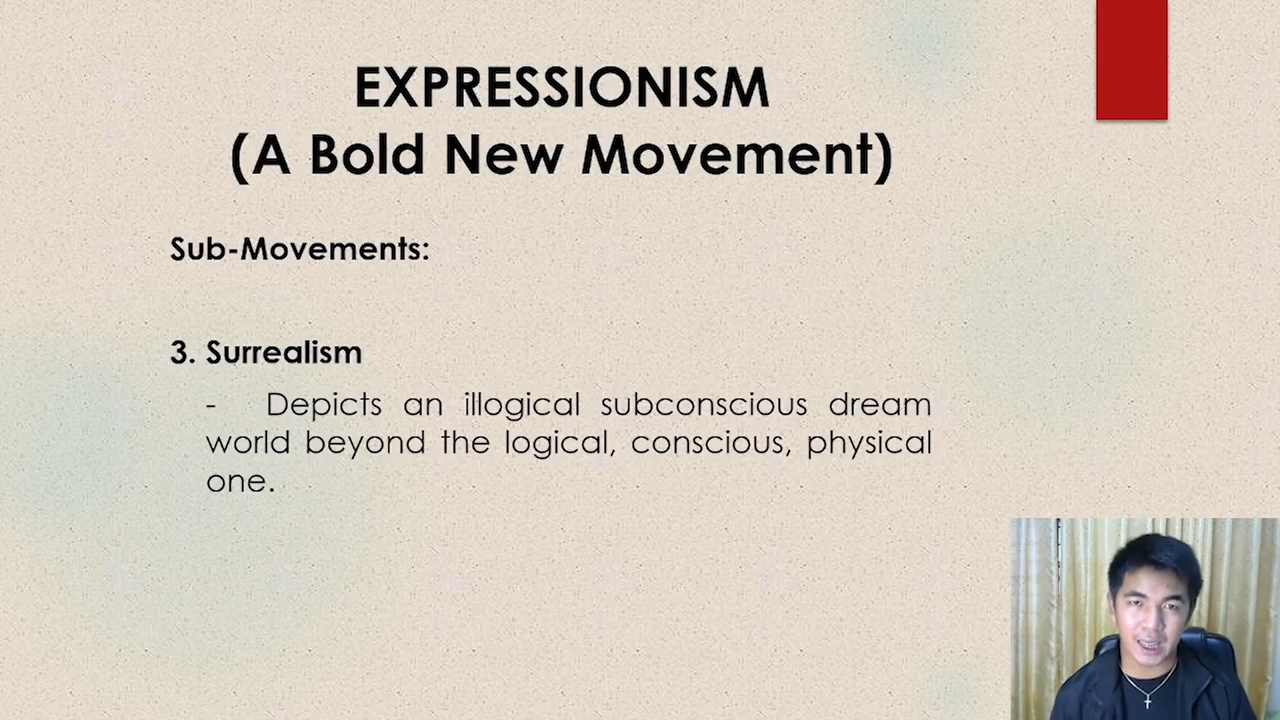 EXPRESSIONISM
(A Bold New Movement)
Sub-Movements:
3. Surrealism
- Depicts an illogical subconscious dream
world beyond the logical, conscious, physical
one.